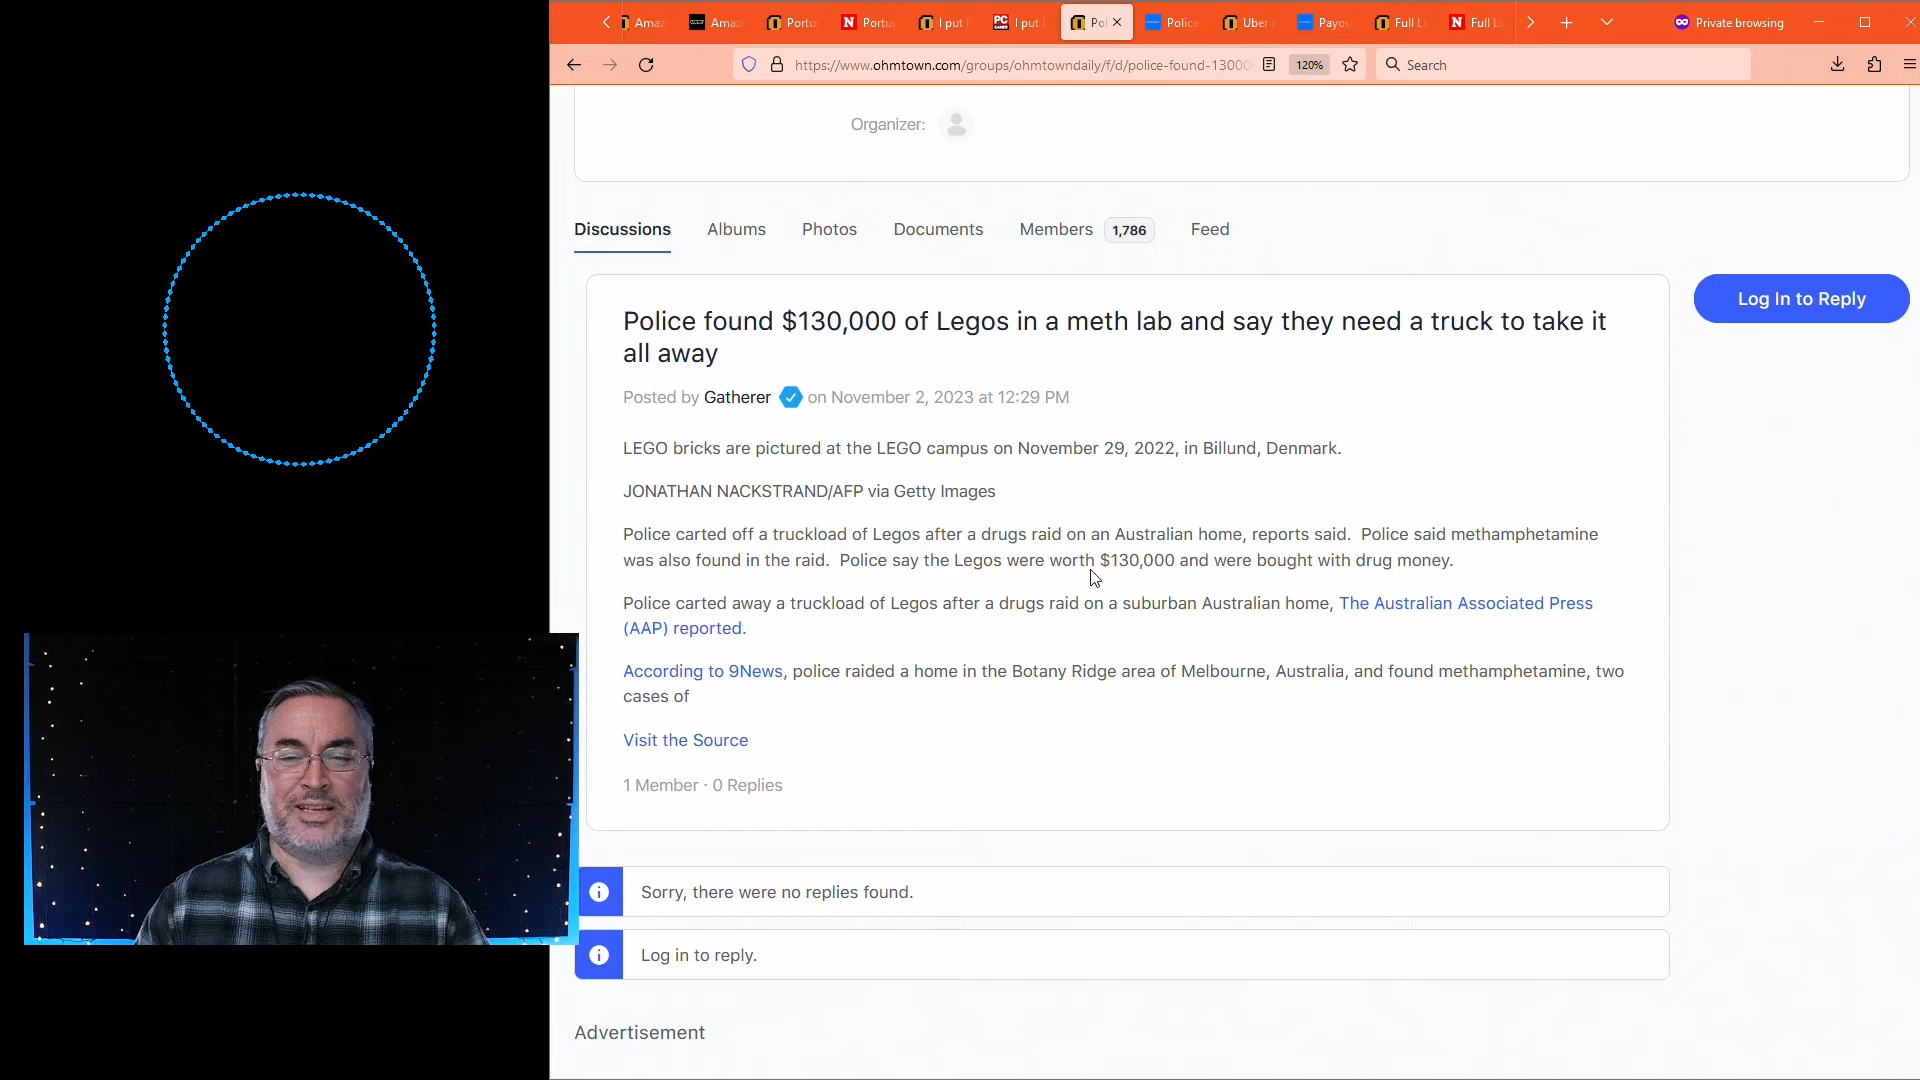 Amaz
Amaz
Portu
Portu
I put D
I put D
Pol
Police
Uber a
Payou
Full Li
Full Li
Private browsing
https://www.ohmtown.com/groups/ohmtowndaily/f/d/police-found-13000
120%
Search
Organizer:
Discussions
Albums
Photos
Documents
Members 1,786
Feed
Log In to Reply
Police found $130,000 of Legos in a meth lab and say they need a truck to take it
all away
Posted by Gatherer on November 2, 2023 at 12:29 PM
LEGO bricks are pictured at the LEGO campus on November 29, 2022, in Billund, Denmark.
JONATHAN NACKSTRAND/AFP via Getty Images
Police carted off a truckload of Legos after a drugs raid on an Australian home, reports said. Police said methamphetamine
was also found in the raid. Police say the Legos were worth $130,000 and were bought with drug money.
Police carted away a truckload of Legos after a drugs raid on a suburban Australian home, The Australian Associated Press
(AAP) reported.
According to 9News, police raided a home in the Botany Ridge area of Melbourne, Australia, and found methamphetamine, two
cases of
Visit the Source
1 Member · 0 Replies
Sorry, there were no replies found.
Log in to reply.
Advertisement